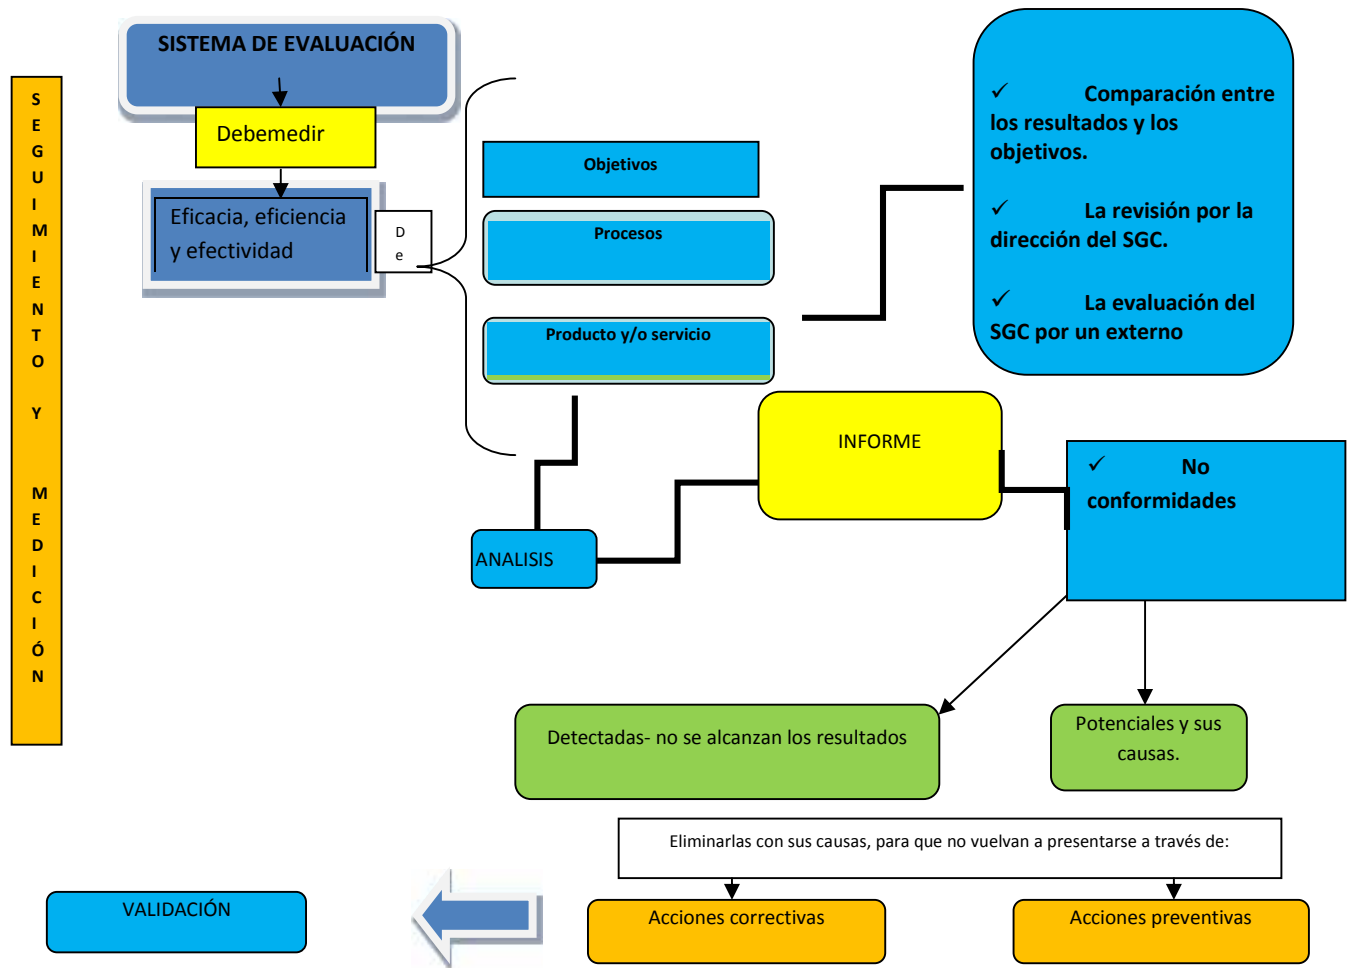 SISTEMA DE EVALUACIÓN
Debemedir
Eficacia, eficiencia
y efectividad
D
e
Objetivos
Procesos
Producto y/o servicio
✓ Comparación entre
los resultados y los
objetivos.
✓ La revisión por la
dirección del SGC.
✓ La evaluación del
SGC por un externo
S
E
G
U
I
M
I
E
N
T
O
Y
M
E
D
I
C
I
Ó
N
INFORME
✓ No
conformidades
ANALISIS
Detectadas- no se alcanzan los resultados
Potenciales y sus
causas.
Eliminarlas con sus causas, para que no vuelvan a presentarse a través de:
VALIDACIÓN
Acciones correctivas
Acciones preventivas